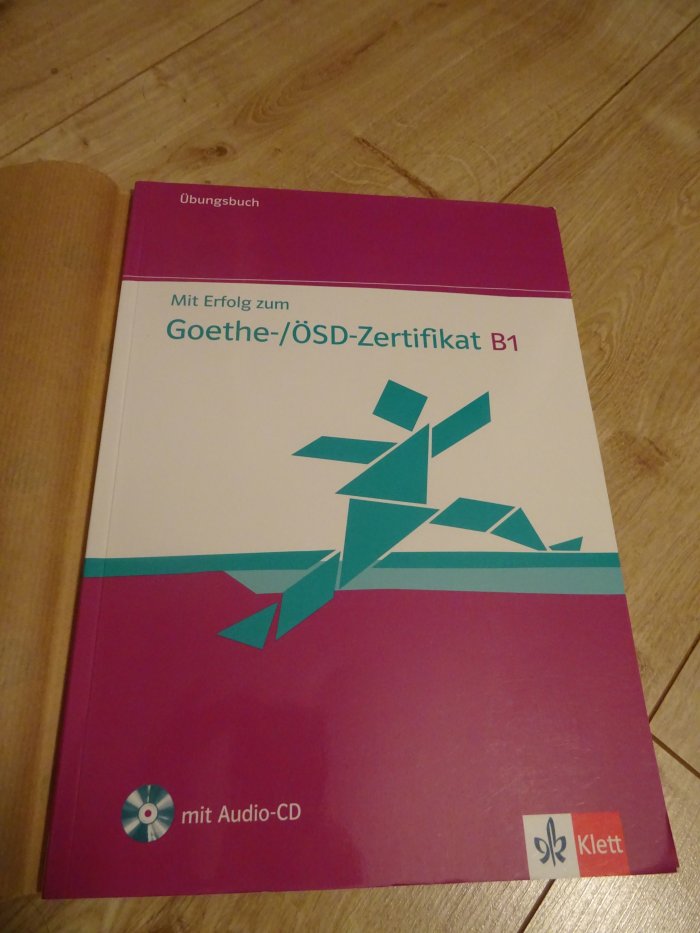 Übungsbuch
Mit Erfolg zum
Goethe-/ÖSD-Zertifikat B1
mit Audio-CD
Klett